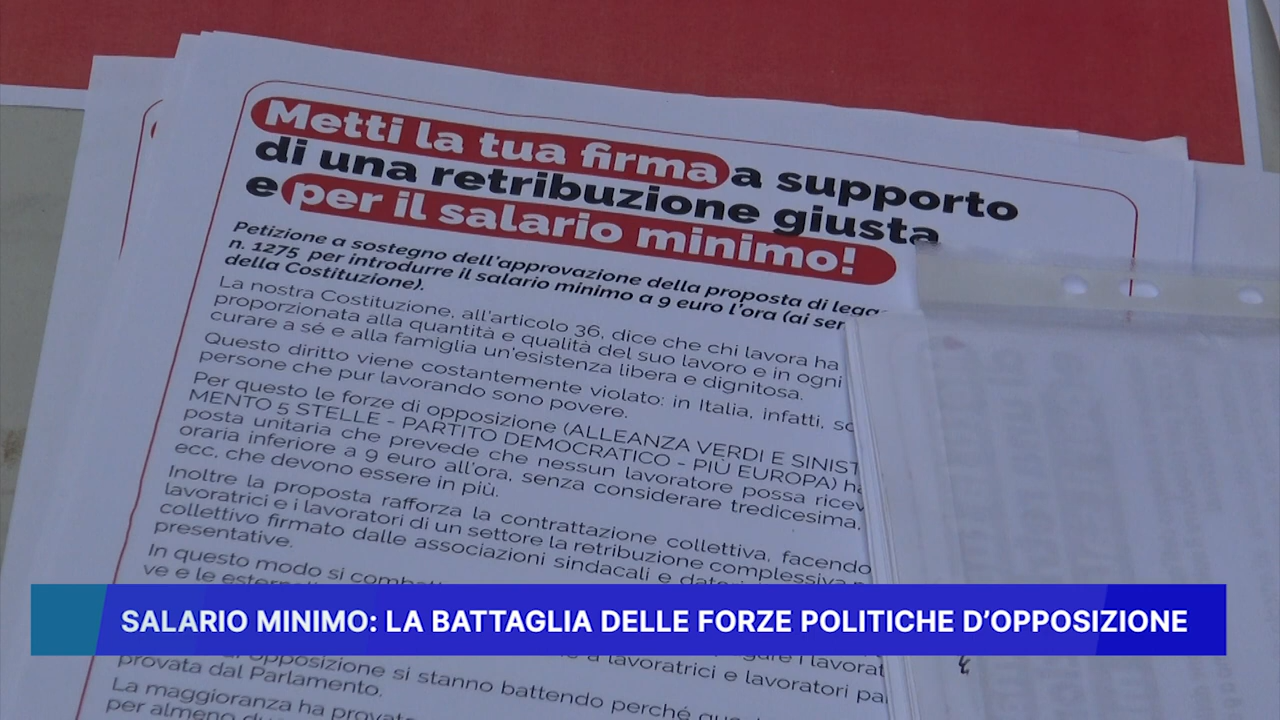 Metti la tua firma a supporto
di una retribuzione giusta
e per il salario minimo!
Petizione a sostegno dell'approvazione della proposta di
n. 1275 per introdurre il salario minimo a 9 euro l'ora (ai
della Costituzione).
La nostra Costituzione, all'articolo 36, dice che chi lavora ha
proporzionata alla quantità e qualità del suo lavoro e in ogni
curare a sé e alla famiglia un'esistenza libera e dignitosa.
Questo diritto viene costantemente violato: in Italia, infatti,
persone che pur lavorando sono povere.
Per questo le forze di opposizione (ALLEANZA VERDI E
MENTO 5 STELLE - PARTITO DEMOCRATICO - PIÙ EUROPA)
posta unitaria che prevede che nessun lavoratore possa
oraria inferiore a 9 euro all'ora, senza considerare tredicesima,
ecc, che devono essere in più.
Inoltre la proposta rafforza la contrattazione collettiva, facendo
lavoratrici e i lavoratori di un settore la retribuzione complessiva
collettivo firmato dalle associazioni sindacali e
presentative.
In questo modo si
ve e le
SALARIO MINIMO: LA BATTAGLIA DELLE FORZE POLITICHE D'OPPOSIZIONE
a lavoratrici e lavoratori
opposizione si stanno battendo perché
provata dal Parlamento.
La maggioranza ha
per almeno